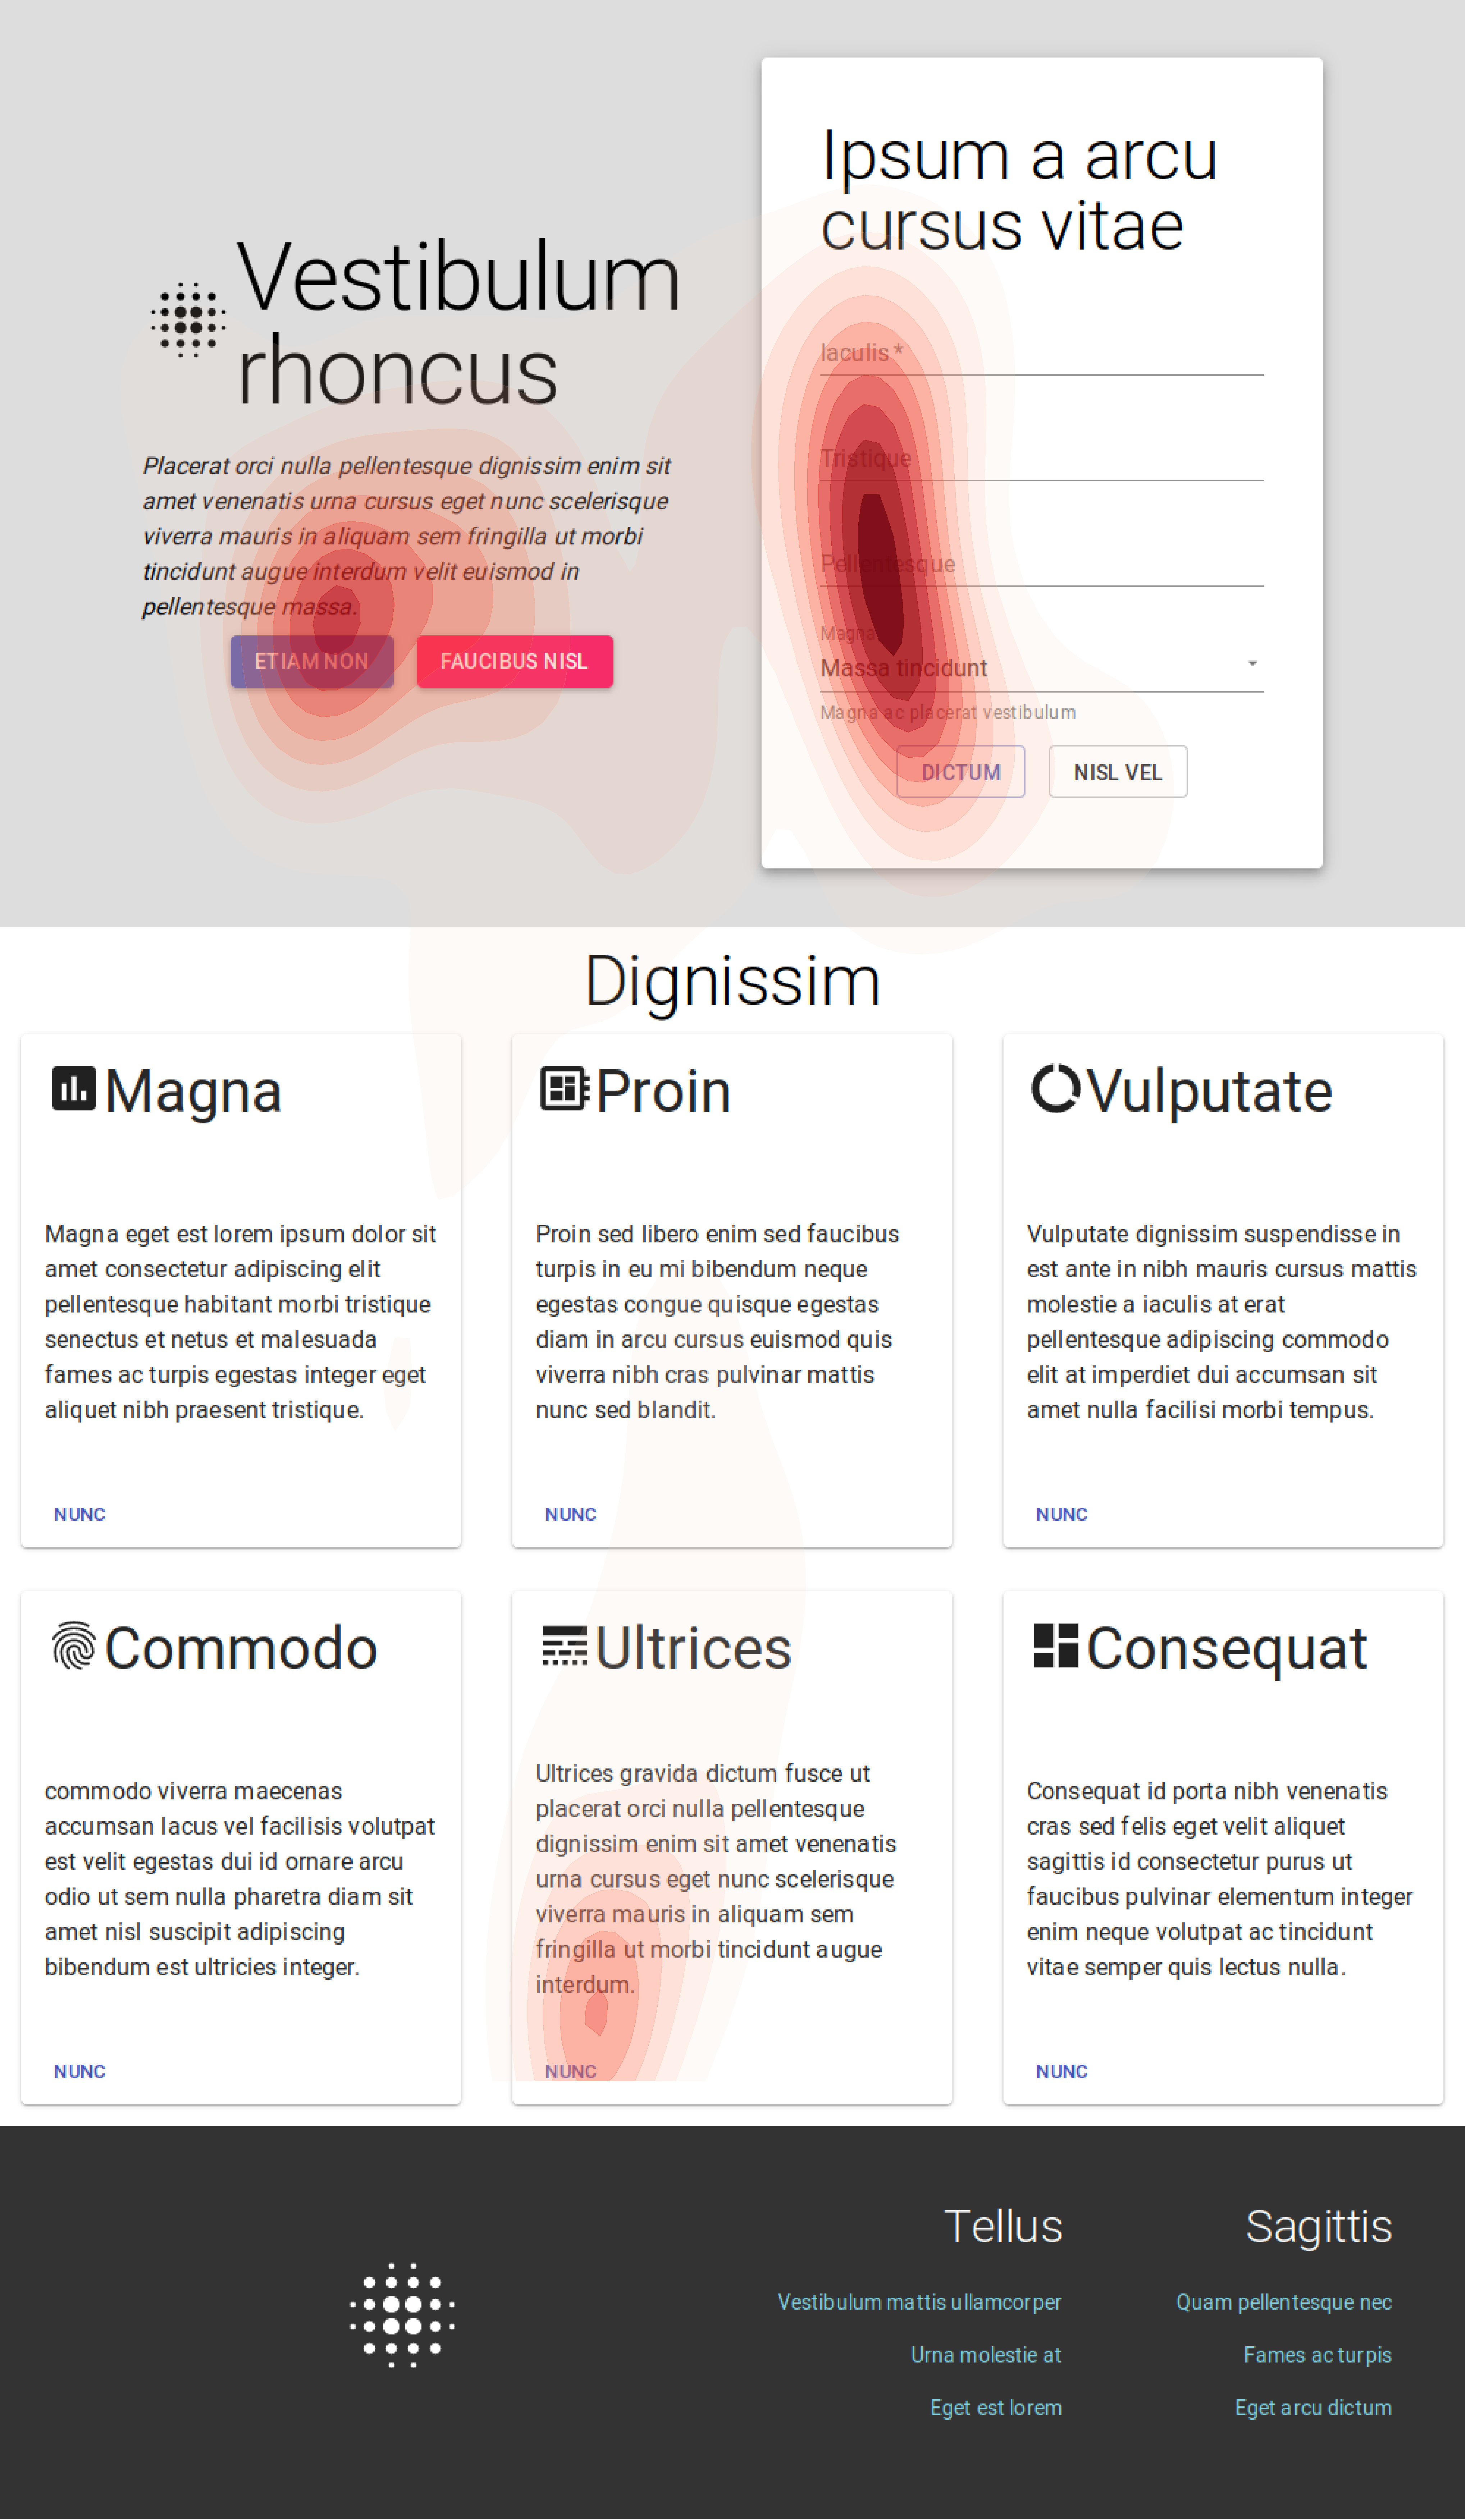 Vestibulum
rhoncus
Placerat orci nulla pellentesque dignissim enim sit
amet venenatis urna cursus eget nunc scelerisque
viverra mauris in aliquam sem fringilla ut morbi
tincidunt augue interdum velit euismod in
pellentesque massa.
ETIAM NON
FAUCIBUS NISL
Ipsum a arcu
cursus vitae
Iaculis *
Tristique
Pellentesque
Magna
Massa tincidunt
Magna ac placerat vestibulum
DICTUM
NISL VEL
Dignissim
Magna
Magna eget est lorem ipsum dolor sit
amet consectetur adipiscing elit
pellentesque habitant morbi tristique
senectus et netus et malesuada
fames ac turpis egestas integer eget
aliquet nibh praesent tristique.
NUNC
Proin
Proin sed libero enim sed faucibus
turpis in eu mi bibendum neque
egestas congue quisque egestas
diam in arcu cursus euismod quis
viverra nibh cras pulvinar mattis
nunc sed blandit.
NUNC
Vulputate
Vulputate dignissim suspendisse in
est ante in nibh mauris cursus mattis
molestie a iaculis at erat
pellentesque adipiscing commodo
elit at imperdiet dui accumsan sit
amet nulla facilisi morbi tempus.
NUNC
Commodo
commodo viverra maecenas
accumsan lacus vel facilisis volutpat
est velit egestas dui id ornare arcu
odio ut sem nulla pharetra diam sit
amet nisl suscipit adipiscing
bibendum est ultricies integer.
NUNC
Ultrices
Ultrices gravida dictum fusce ut
placerat orci nulla pellentesque
dignissim enim sit amet venenatis
urna cursus eget nunc scelerisque
viverra mauris in aliquam sem
fringilla ut morbi tincidunt augue
interdum.
NUNC
Consequat
Consequat id porta nibh venenatis
cras sed felis eget velit aliquet
sagittis id consectetur purus ut
faucibus pulvinar elementum integer
enim neque volutpat ac tincidunt
vitae semper quis lectus nulla.
NUNC
Tellus
Vestibulum mattis ullamcorper
Urna molestie at
Eget est lorem
Sagittis
Quam pellentesque nec
Fames ac turpis
Eget arcu dictum